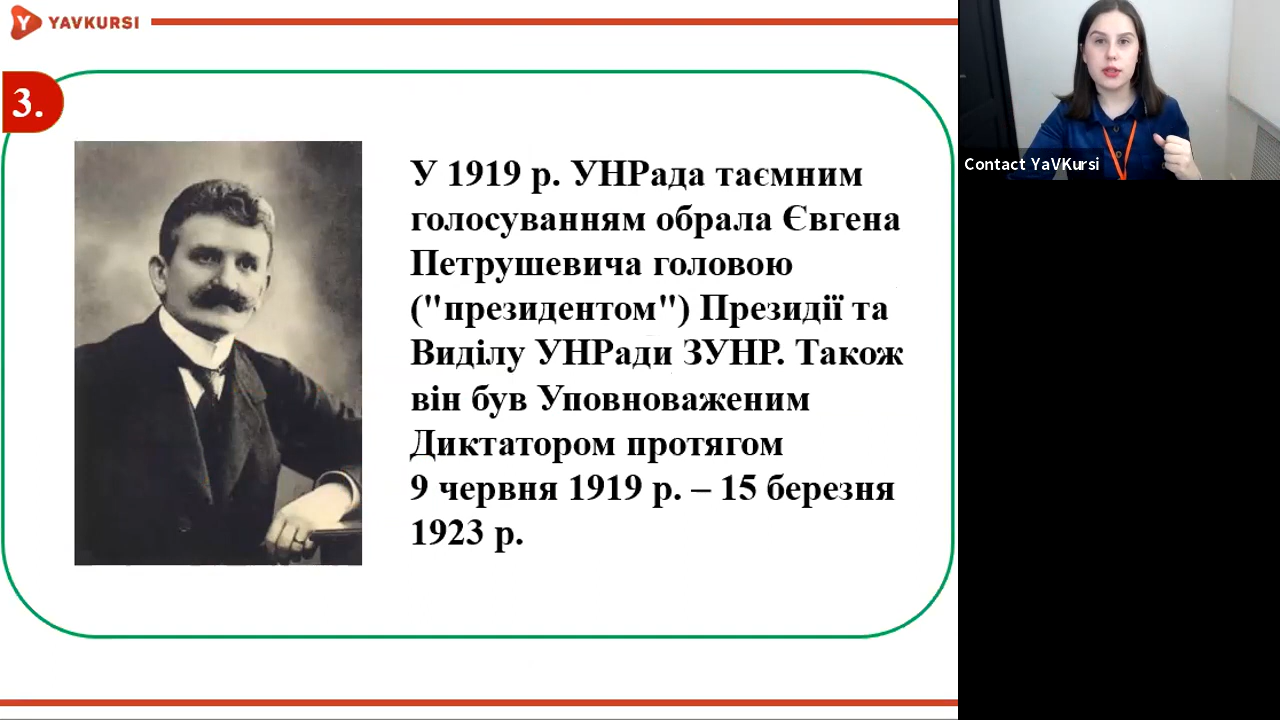 YAVKURSI
3.
У 1919 р. УНРада таємним
голосуванням обрала Євгена
Петрушевича головою
("президентом") Президії та
Виділу УНРади ЗУНР. Також
він був Уповноваженим
Диктатором протягом
9 червня 1919 р. – 15 березня
1923 р.
Contact YaVKursi